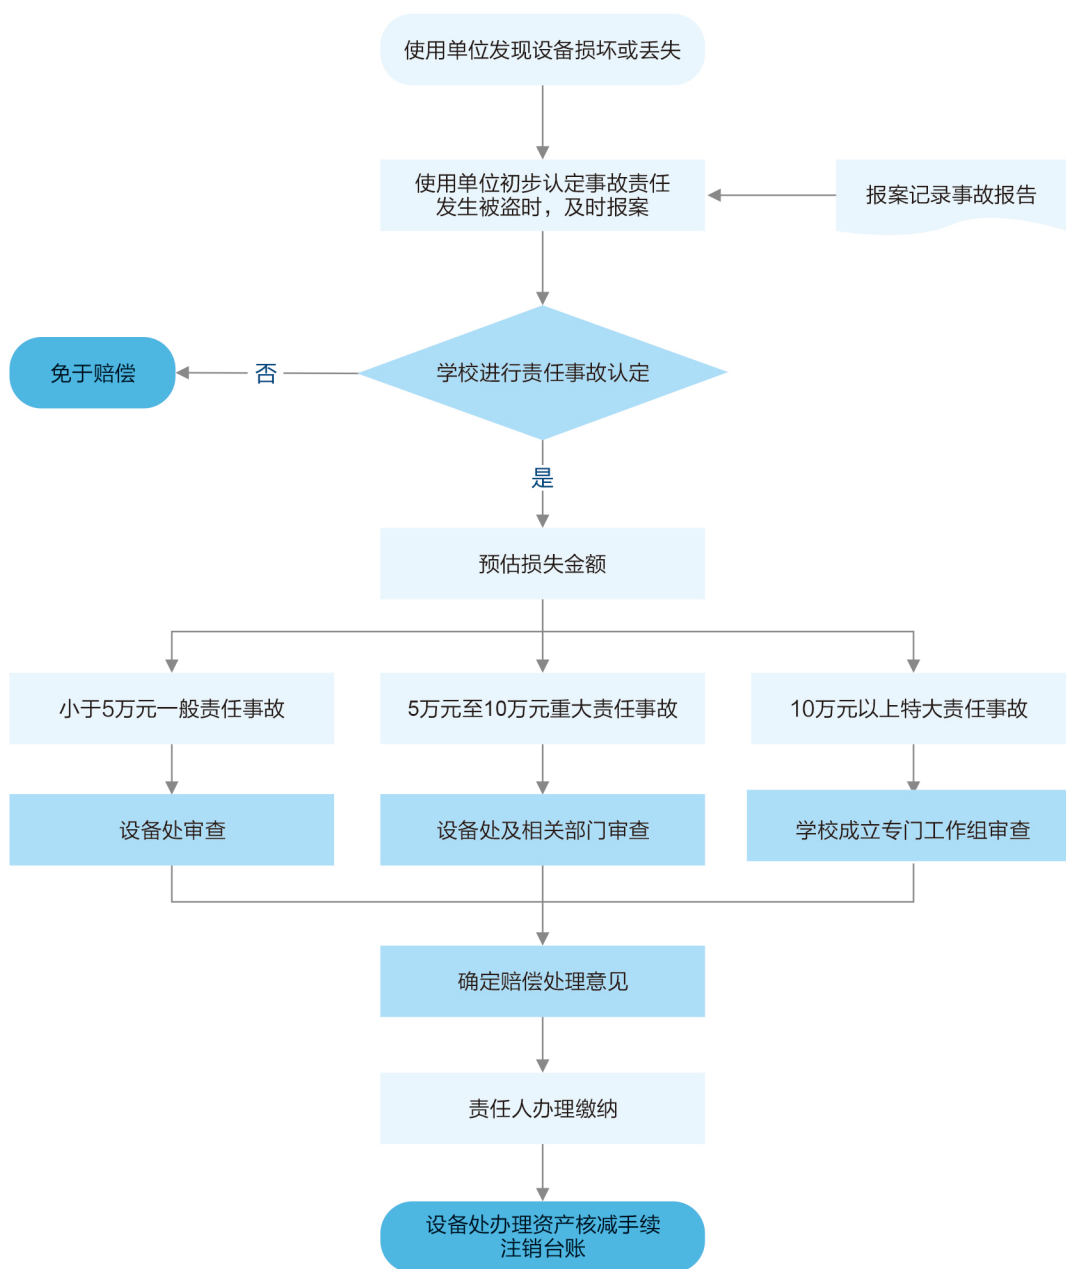 使用单位发现设备损坏或丢失
使用单位初步认定事故责任
发生被盗时，及时报案
报案记录事故报告
学校进行责任事故认定
否
免于赔偿
是
预估损失金额
小于5万元一般责任事故
5万元至10万元重大责任事故
10万元以上特大责任事故
设备处审查
设备处及相关部门审查
学校成立专门工作组审查
确定赔偿处理意见
责任人办理缴纳
设备处办理资产核减手续
注销台账